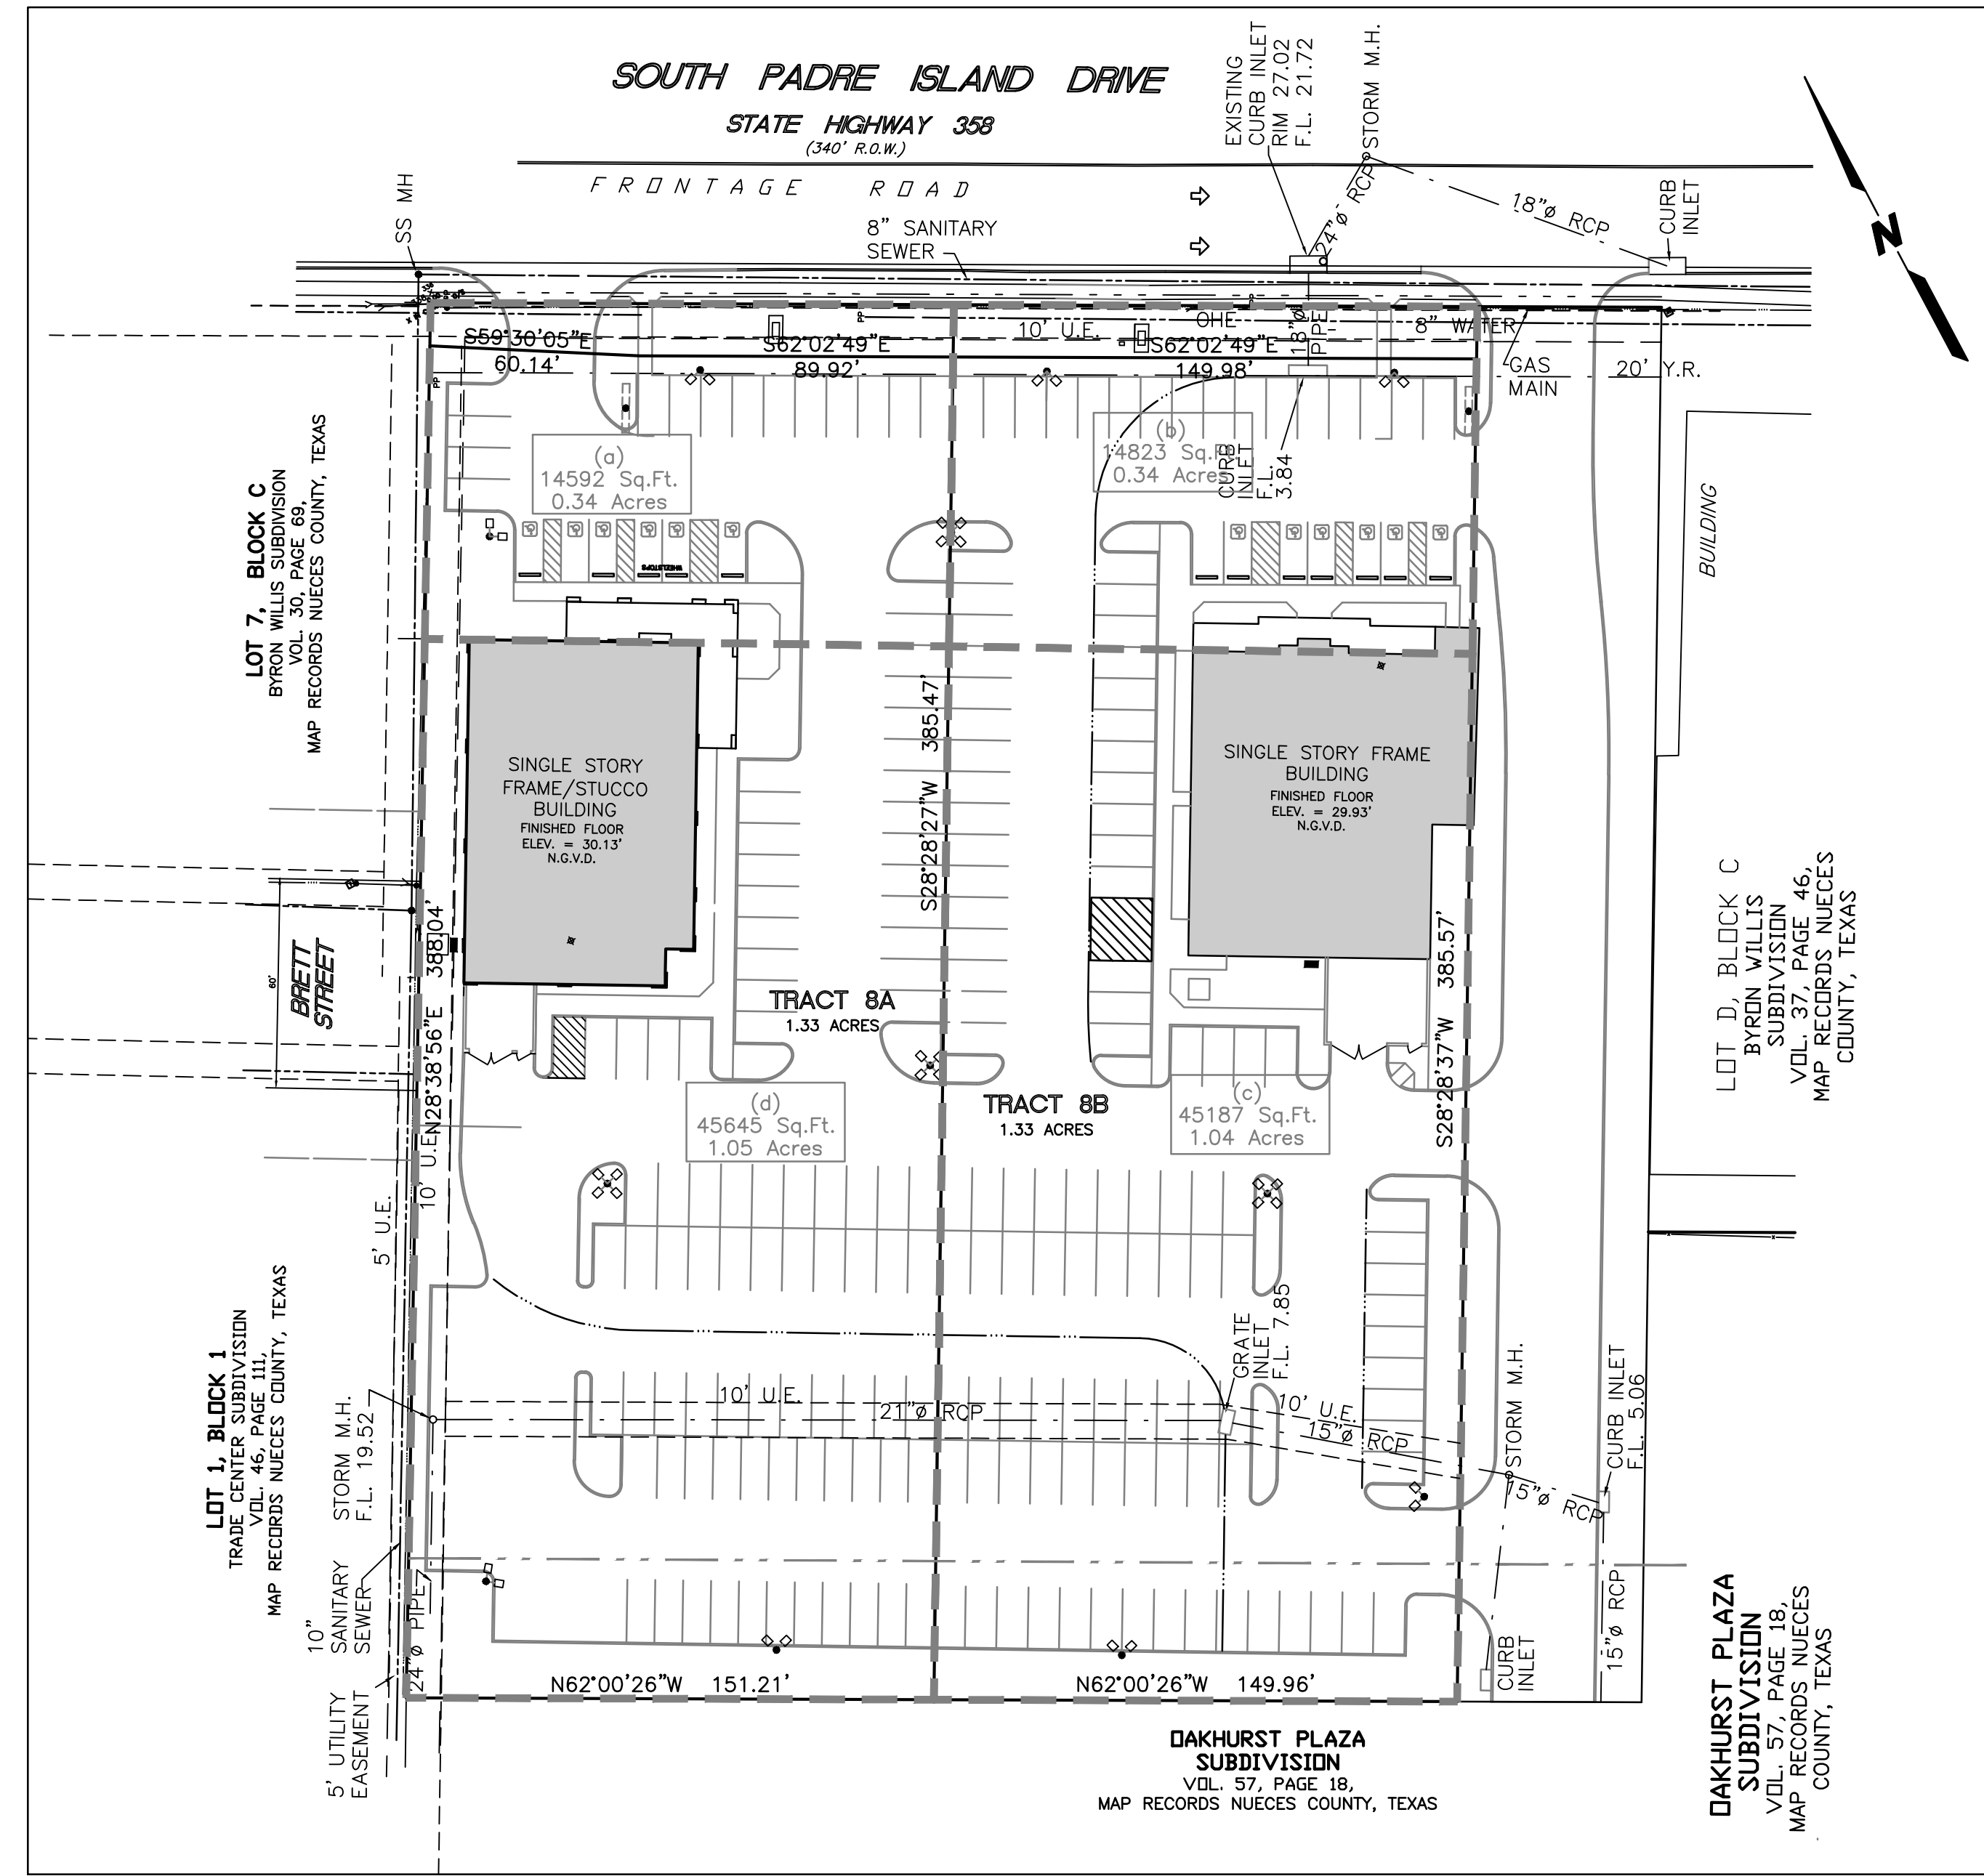 SOUTH PADRE ISLAND DRIVE
STATE HIGHWAY 358
(340' R.O.W.)
FRONTAGE ROAD
EXISTING
CURB INLET
RIM 27.02
F.L. 21.72
STORM M.H.
24"ø RCP
18"ø RCP
CURB
INLET
N
SS MH
8" SANITARY
SEWER
S59°30'05"E
60.14'
PP
PP
S62°02'49"E
89.92'
10' U.E.
OHE
S62°02'49"E
149.98'
18"ø
PIPE
8" WATER
GAS
MAIN
20' Y.R.
(a)
14592 Sq.Ft.
0.34 Acres
(b)
14823 Sq.Ft.
0.34 Acres
CURB
INLET
F.L.
3.84
BUILDING
LOT 7, BLOCK C
BYRON WILLIS SUBDIVISION
VOL. 30, PAGE 69,
MAP RECORDS NUECES COUNTY, TEXAS
WHEELSTOPS
SINGLE STORY
FRAME/STUCCO
BUILDING
FINISHED FLOOR
ELEV. = 30.13'
N.G.V.D.
S28°28'27"W 385.47'
SINGLE STORY FRAME
BUILDING
FINISHED FLOOR
ELEV. = 29.93'
N.G.V.D.
BRETT
STREET
60'
N28°38'56"E 388.04'
TRACT 8A
1.33 ACRES
TRACT 8B
1.33 ACRES
S28°28'37"W 385.57'
LOT D, BLOCK C
BYRON WILLIS
SUBDIVISION
VOL. 37, PAGE 46,
MAP RECORDS NUECES
COUNTY, TEXAS
(d)
45645 Sq.Ft.
1.05 Acres
(c)
45187 Sq.Ft.
1.04 Acres
10' U.E.
5' U.E.
LOT 1, BLOCK 1
TRADE CENTER SUBDIVISION
VOL. 46, PAGE 111,
MAP RECORDS NUECES COUNTY, TEXAS
STORM M.H.
F.L. 19.52
10' U.E.
21"ø RCP
GRATE
INLET
F.L. 7.85
10' U.E.
15"ø RCP
STORM M.H.
15"ø RCP
CURB INLET
F.L. 5.06
10"
SANITARY
SEWER
24"ø PIPE
5' UTILITY
EASEMENT
N62°00'26"W 151.21'
N62°00'26"W 149.96'
CURB
INLET
15"ø RCP
OAKHURST PLAZA
SUBDIVISION
VOL. 57, PAGE 18,
MAP RECORDS NUECES COUNTY, TEXAS
OAKHURST PLAZA
SUBDIVISION
VOL. 57, PAGE 18,
MAP RECORDS NUECES
COUNTY, TEXAS